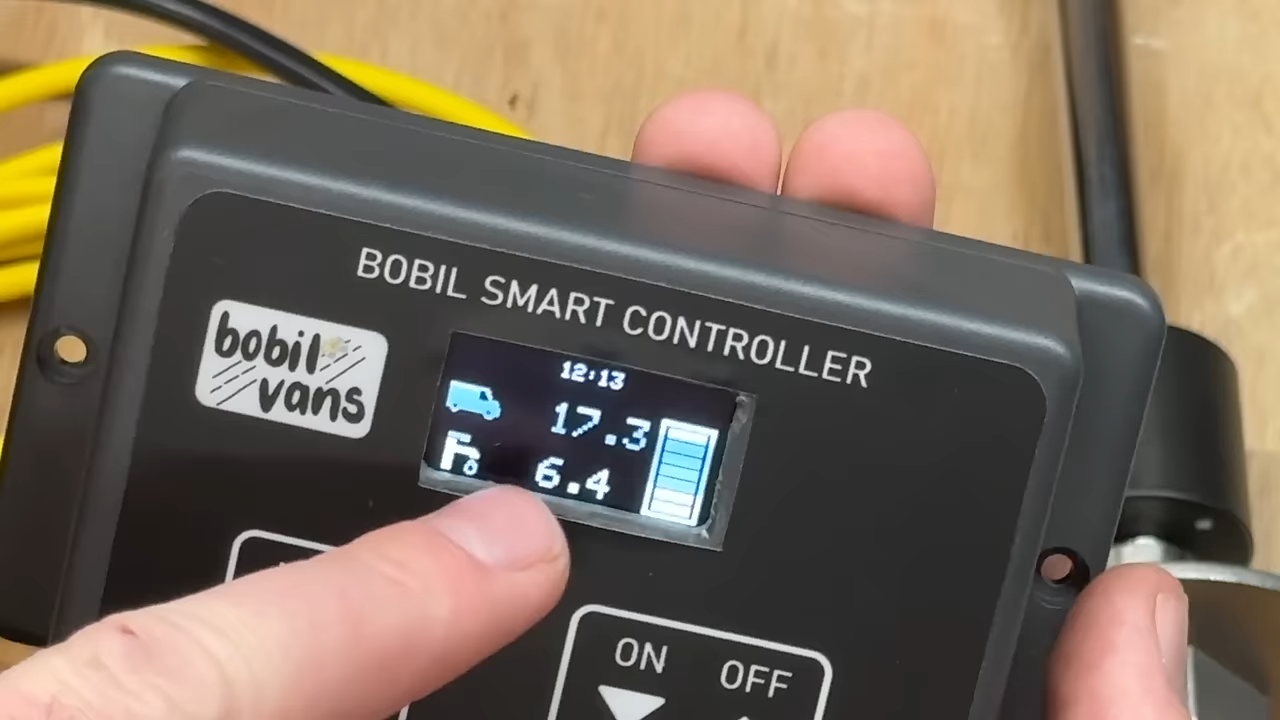 BOBIL SMART CONTROLLER
bobil
vans
12:13
17.3
6.4
ON OFF